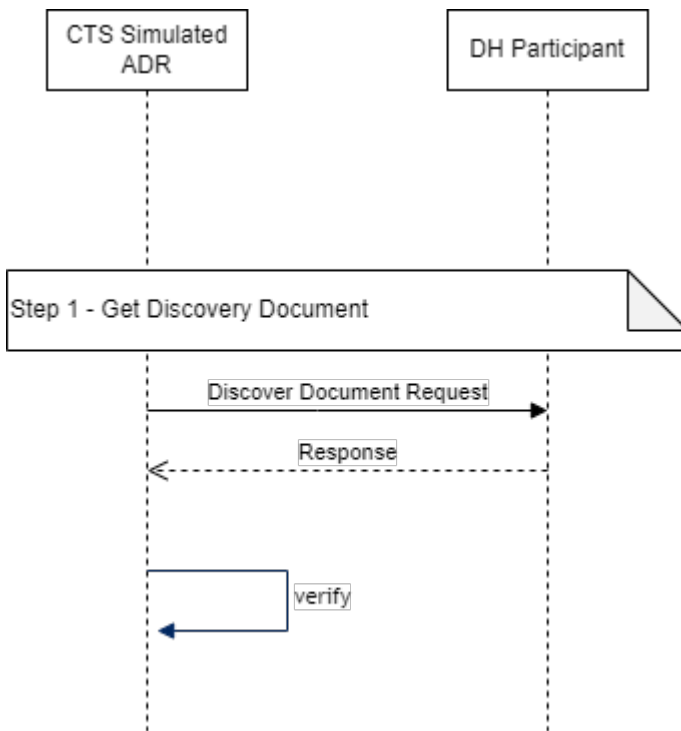 CTS Simulated
ADR
DH Participant
Step 1 - Get Discovery Document
Discover Document Request
Response
verify